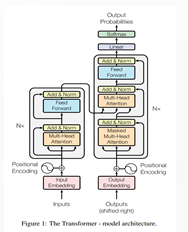 Output
Probabilities
Softmax
Linear
Add & Norm
Feed
Forward
Add & Norm
Multi-Head
Attention
Add & Norm
Masked
Multi-Head
Attention
Add & Norm
Feed
Forward
Add & Norm
Multi-Head
Attention
N×
N×
Positional
Encoding
Positional
Encoding
Input
Embedding
Output
Embedding
Inputs
Outputs
(shifted right)
Figure 1: The Transformer - model architecture.